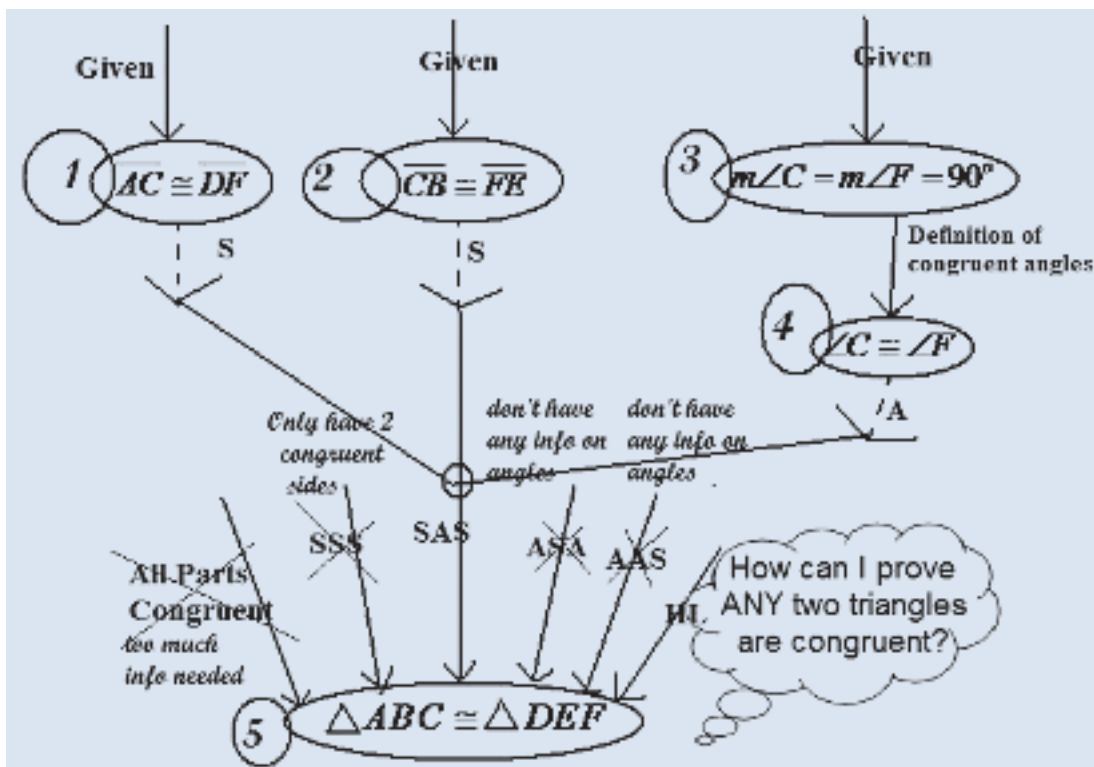 Given
Given
Given
1
AC ≅ DF
2
CB ≅ FE
3
m∠C = m∠F = 90°
S
S
Definition of
congruent angles
4
∠C ≅ ∠F
A
Only have 2
congruent
sides
don't have
any info on
angles
don't have
any info on
angles
SSS
SAS
ASA
AAS
HL
All Parts
Congruent
too much
info needed
How can I prove
ANY two triangles
are congruent?
5
△ABC ≅ △DEF